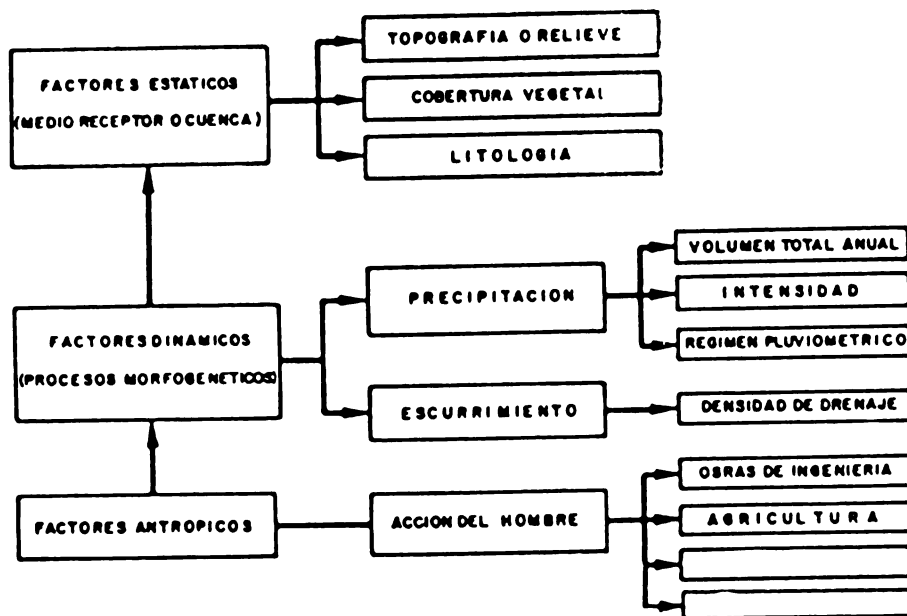 TOPOGRAFIA O RELIEVE
FACTORES ESTATICOS
(MEDIO RECEPTOR O CUENCA)
COBERTURA VEGETAL
LITOLOGIA
VOLUMEN TOTAL ANUAL
PRECIPITACION
INTENSIDAD
FACTORES DINAMICOS
(PROCESOS MORFOGENETICOS)
REGIMEN PLUVIOMETRICO
ESCURRIMIENTO
DENSIDAD DE DRENAJE
OBRAS DE INGENIERIA
FACTORES ANTROPICOS
ACCION DEL HOMBRE
AGRICULTURA